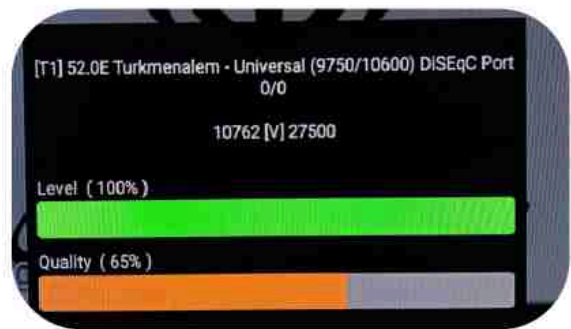 [T1] 52.0E Turkmenalem - Universal (9750/10600) DiSEqC Port
0/0
10762 [V] 27500
Level ( 100% )
Quality ( 65% )